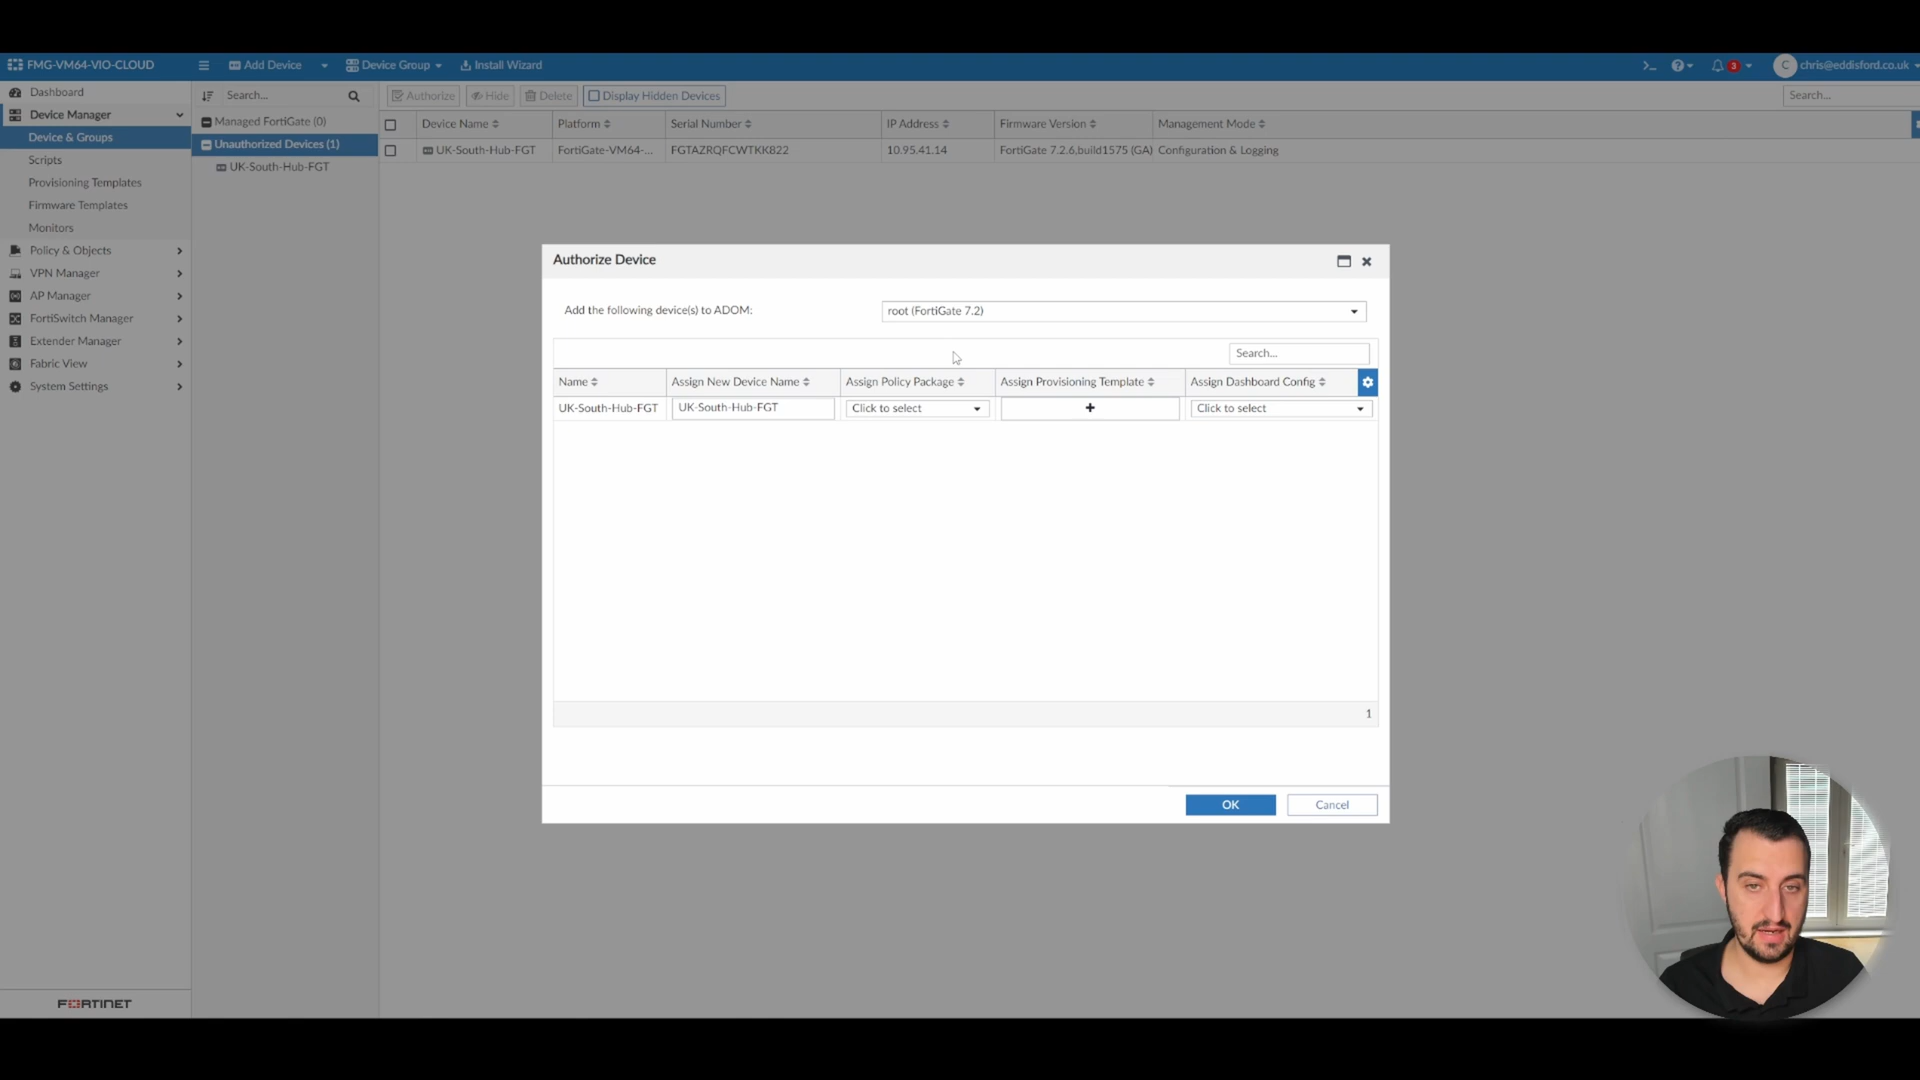 FMG-VM64-VIO-CLOUD
Add Device
Device Group
Install Wizard
>_
3
C
chris@eddisford.co.uk
Dashboard
Device Manager
Device & Groups
Scripts
Provisioning Templates
Firmware Templates
Monitors
Policy & Objects
VPN Manager
AP Manager
FortiSwitch Manager
Extender Manager
Fabric View
System Settings
FORTINET
Search...
Managed FortiGate (0)
Unauthorized Devices (1)
UK-South-Hub-FGT
Authorize
Hide
Delete
Display Hidden Devices
Search...
Device Name
Platform
Serial Number
IP Address
Firmware Version
Management Mode
UK-South-Hub-FGT
FortiGate-VM64-...
FGTAZRQFCWTKK822
10.95.41.14
FortiGate 7.2.6,build1575 (GA)
Configuration & Logging
Authorize Device
Add the following device(s) to ADOM:
root (FortiGate 7.2)
Search...
Name
Assign New Device Name
Assign Policy Package
Assign Provisioning Template
Assign Dashboard Config
UK-South-Hub-FGT
UK-South-Hub-FGT
Click to select
+
Click to select
1
OK
Cancel